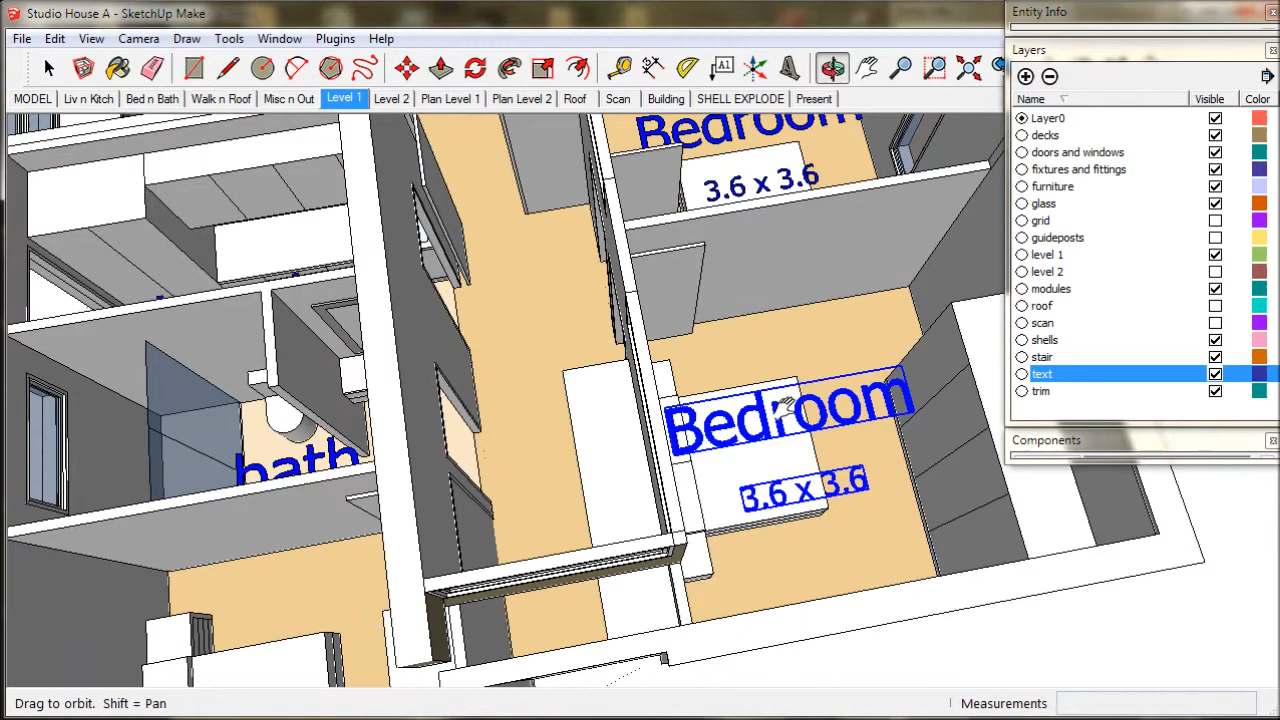 Studio House A - SketchUp Make
File Edit View Camera Draw Tools Window Plugins Help
A1
MODEL Liv n Kitch Bed n Bath Walk n Roof Misc n Out Level 1 Level 2 Plan Level 1 Plan Level 2 Roof Scan Building SHELL EXPLODE Present
Entity Info
Layers
Name Visible Color
Layer0
decks
doors and windows
fixtures and fittings
furniture
glass
grid
guideposts
level 1
level 2
modules
roof
scan
shells
stair
text
trim
Components
Bedroom
3.6 x 3.6
Bedroom
3.6 x 3.6
bath
Drag to orbit. Shift = Pan
Measurements